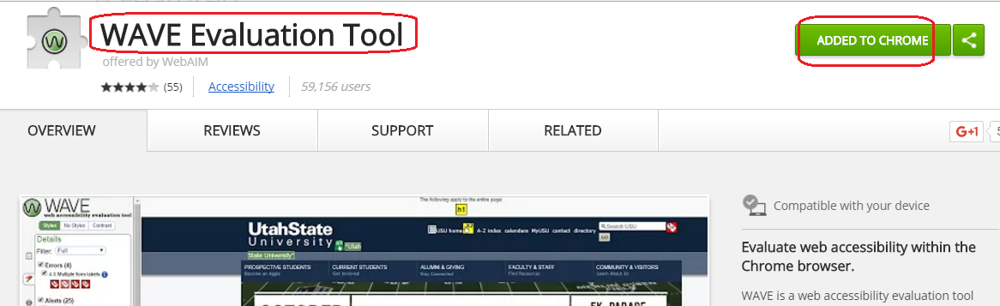 WAVE Evaluation Tool
offered by WebAIM
(55) Accessibility 59,156 users
ADDED TO CHROME
OVERVIEW REVIEWS SUPPORT RELATED
G+1 5
WAVE
web accessibility evaluation tool
Styles No Styles Contrast
Details
Filter: Full
Errors (4)
4 X Multiple form labels
Alerts (25)
The following apply to the entire page:
h1
UtahState
University
*Utah
State University*
USU home A-Z index calendars MyUSU contact directory
Search USU
GO
PROSPECTIVE STUDENTS CURRENT STUDENTS ALUMNI & GIVING FACULTY & STAFF COMMUNITY & VISITORS
Become an Aggie Get Involved Stay Connected Find Resources Learn About Us
OCTOBER
EK PARADE
Compatible with your device
Evaluate web accessibility within the
Chrome browser.
WAVE is a web accessibility evaluation tool